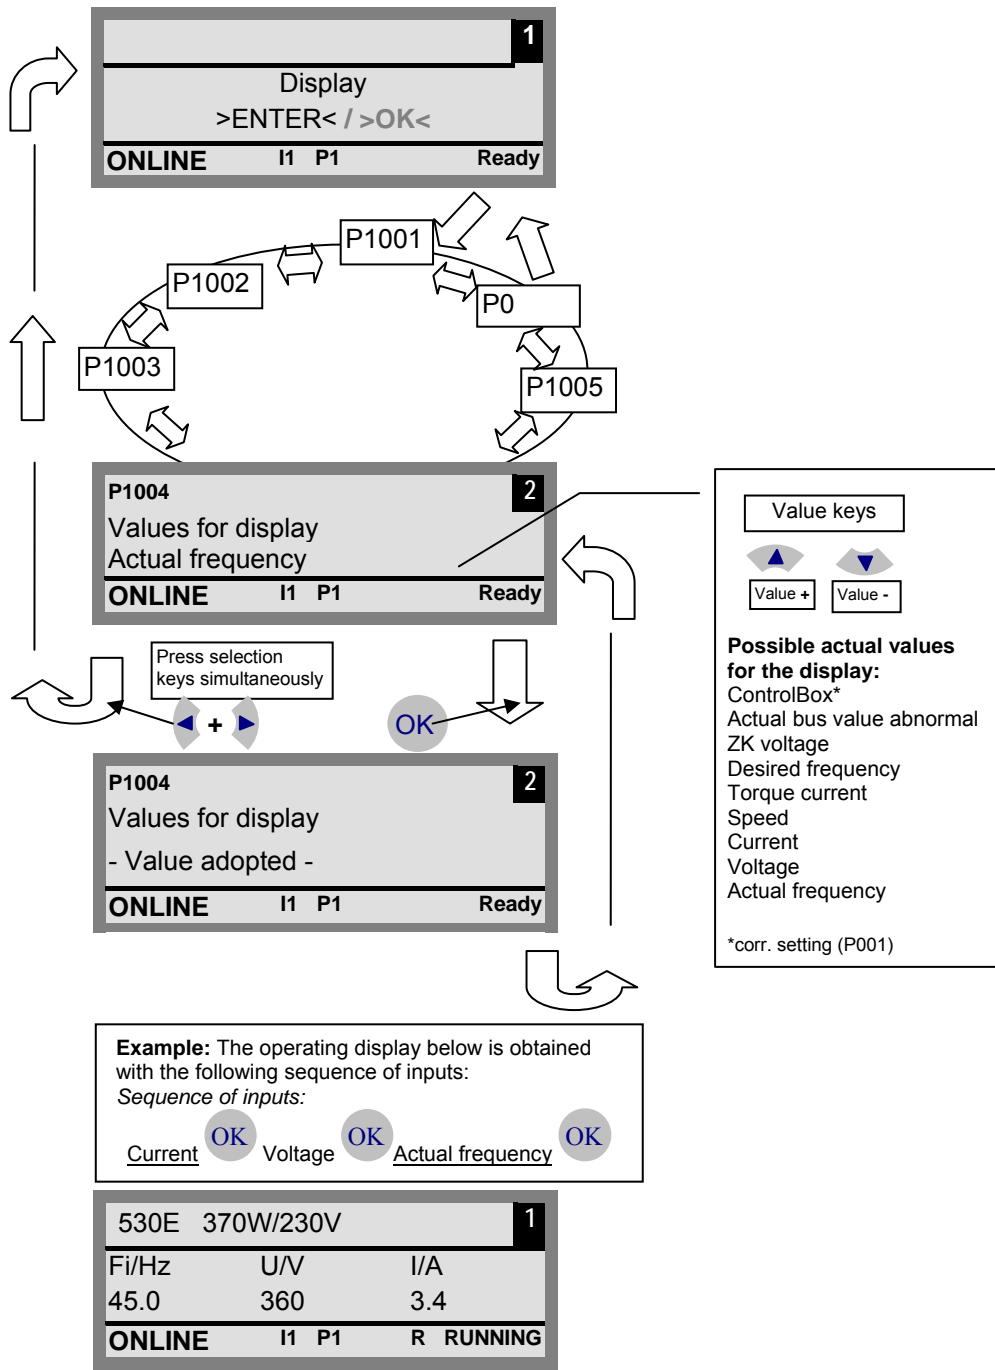 1
Display
>ENTER< / >OK<
ONLINE I1 P1 Ready
P1001
P1002
P0
P1003
P1005
P1004 2
Values for display
Actual frequency
ONLINE I1 P1 Ready
Value keys
Value + Value -
Possible actual values
for the display:
ControlBox*
Actual bus value abnormal
ZK voltage
Desired frequency
Torque current
Speed
Current
Voltage
Actual frequency
*corr. setting (P001)
Press selection
keys simultaneously
+ OK
P1004 2
Values for display
- Value adopted -
ONLINE I1 P1 Ready
Example: The operating display below is obtained
with the following sequence of inputs:
Sequence of inputs:
Current OK Voltage OK Actual frequency OK
530E 370W/230V 1
Fi/Hz U/V I/A
45.0 360 3.4
ONLINE I1 P1 R RUNNING